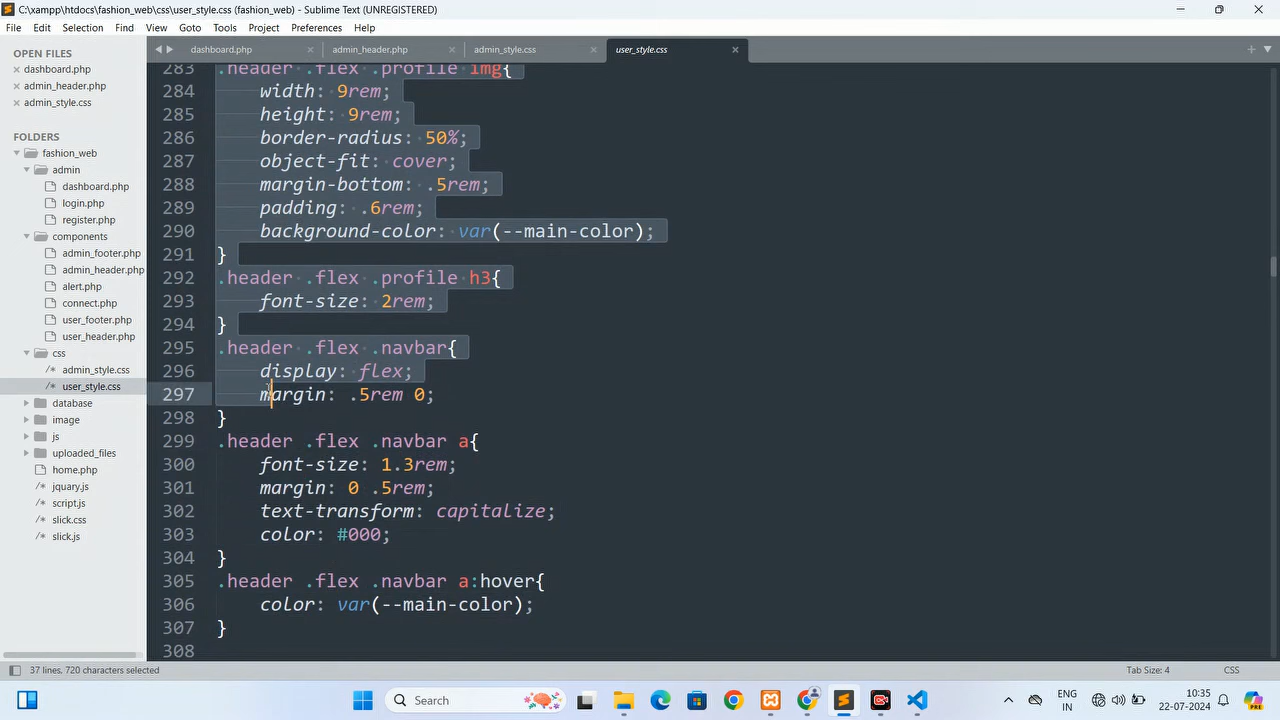 C:\xampp\htdocs\fashion_web\css\user_style.css (fashion_web) - Sublime Text (UNREGISTERED)
File Edit Selection Find View Goto Tools Project Preferences Help
OPEN FILES
dashboard.php
admin_header.php
admin_style.css
FOLDERS
fashion_web
admin
dashboard.php
login.php
register.php
components
admin_footer.php
admin_header.php
alert.php
connect.php
user_footer.php
user_header.php
css
admin_style.css
user_style.css
database
image
js
uploaded_files
home.php
jquary.js
script.js
slick.css
slick.js
dashboard.php admin_header.php admin_style.css user_style.css
283 .header .flex .profile img{
284 width: 9rem;
285 height: 9rem;
286 border-radius: 50%;
287 object-fit: cover;
288 margin-bottom: .5rem;
289 padding: .6rem;
290 background-color: var(--main-color);
291 }
292 .header .flex .profile h3{
293 font-size: 2rem;
294 }
295 .header .flex .navbar{
296 display: flex;
297 margin: .5rem 0;
298 }
299 .header .flex .navbar a{
300 font-size: 1.3rem;
301 margin: 0 .5rem;
302 text-transform: capitalize;
303 color: #000;
304 }
305 .header .flex .navbar a:hover{
306 color: var(--main-color);
307 }
308
37 lines, 720 characters selected
Tab Size: 4 CSS
Search
ENG
IN
10:35
22-07-2024
PRE